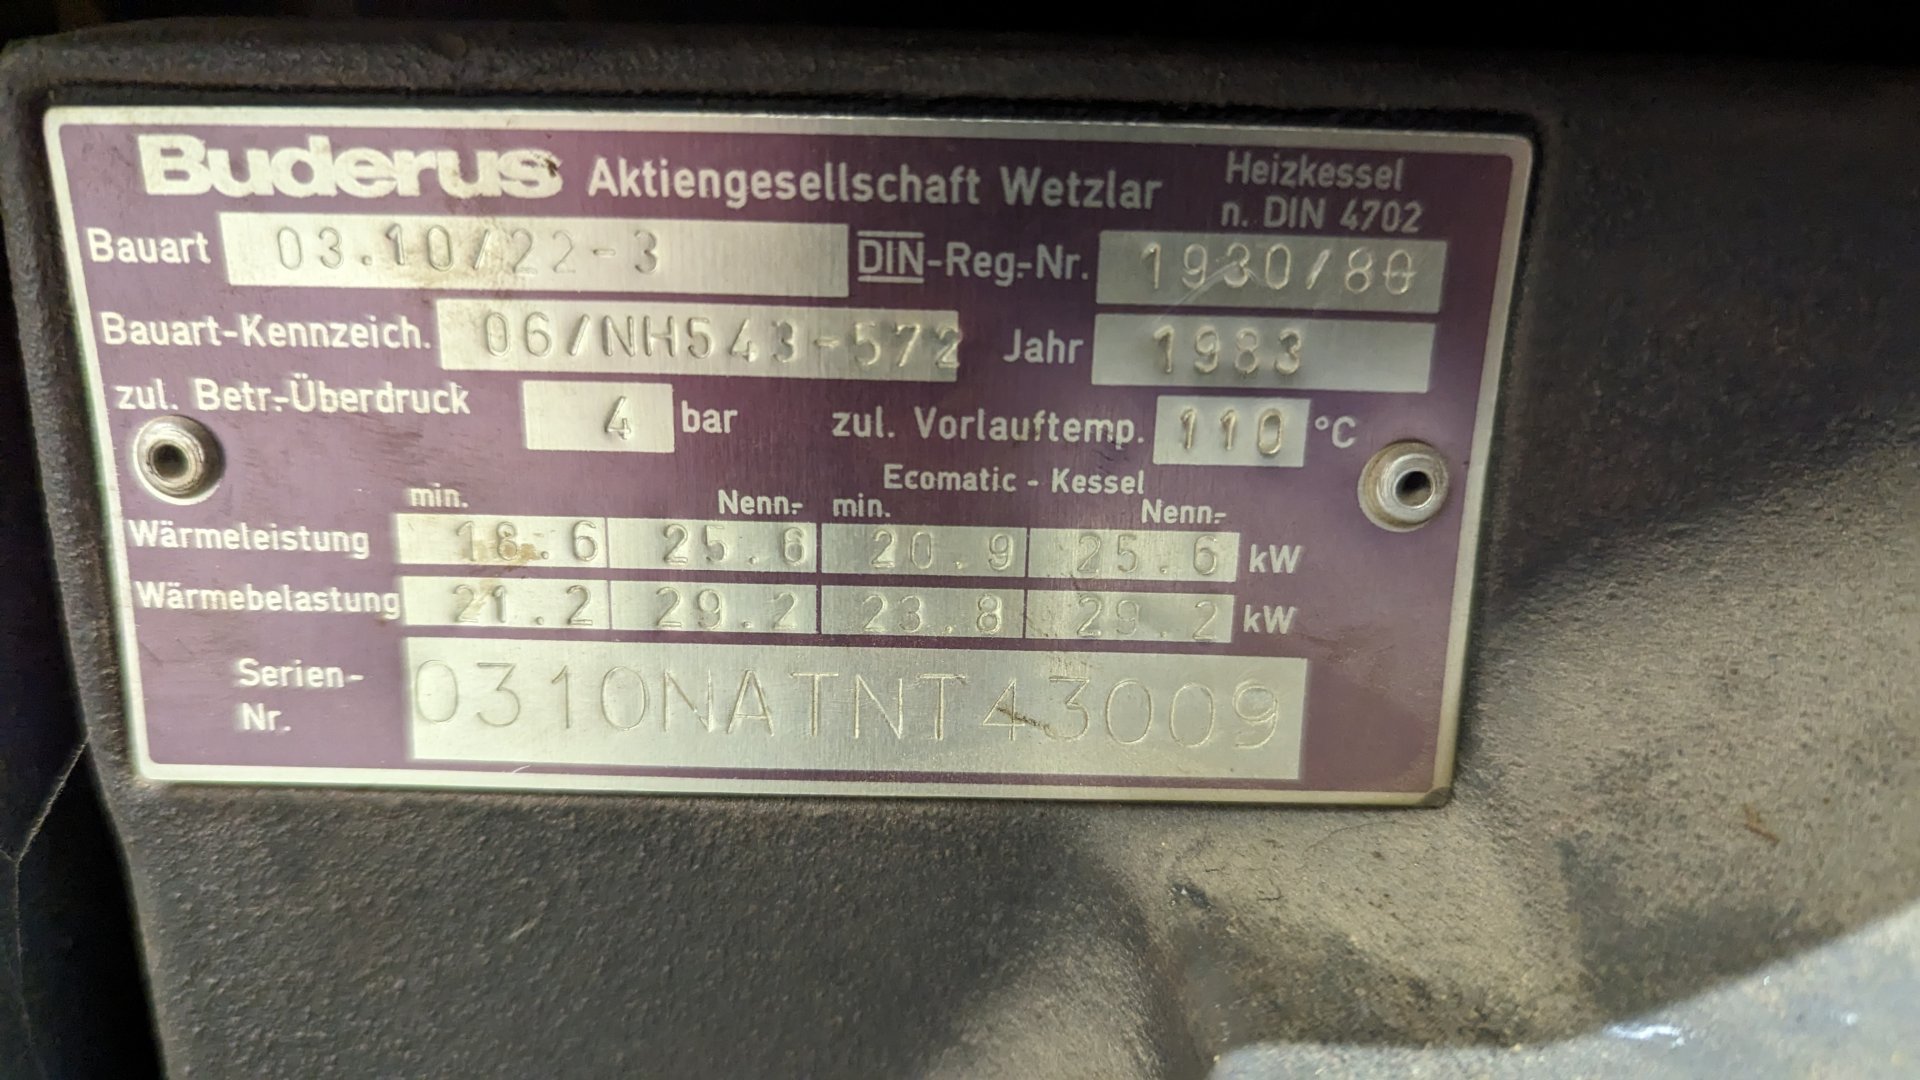 Buderus Aktiengesellschaft Wetzlar Heizkessel n. DIN 4702
Bauart 03.10/22-3 DIN-Reg.-Nr. 1930/80
Bauart-Kennzeich. 06/NH543-572 Jahr 1983
zul. Betr.-Überdruck 4 bar zul. Vorlauftemp. 110 °C
Ecomatic - Kessel
min. Nenn.- min. Nenn.-
Wärmeleistung 18.6 25.6 20.9 25.6 kW
Wärmebelastung 21.2 29.2 23.8 29.2 kW
Serien-Nr. 0310NATNT43009